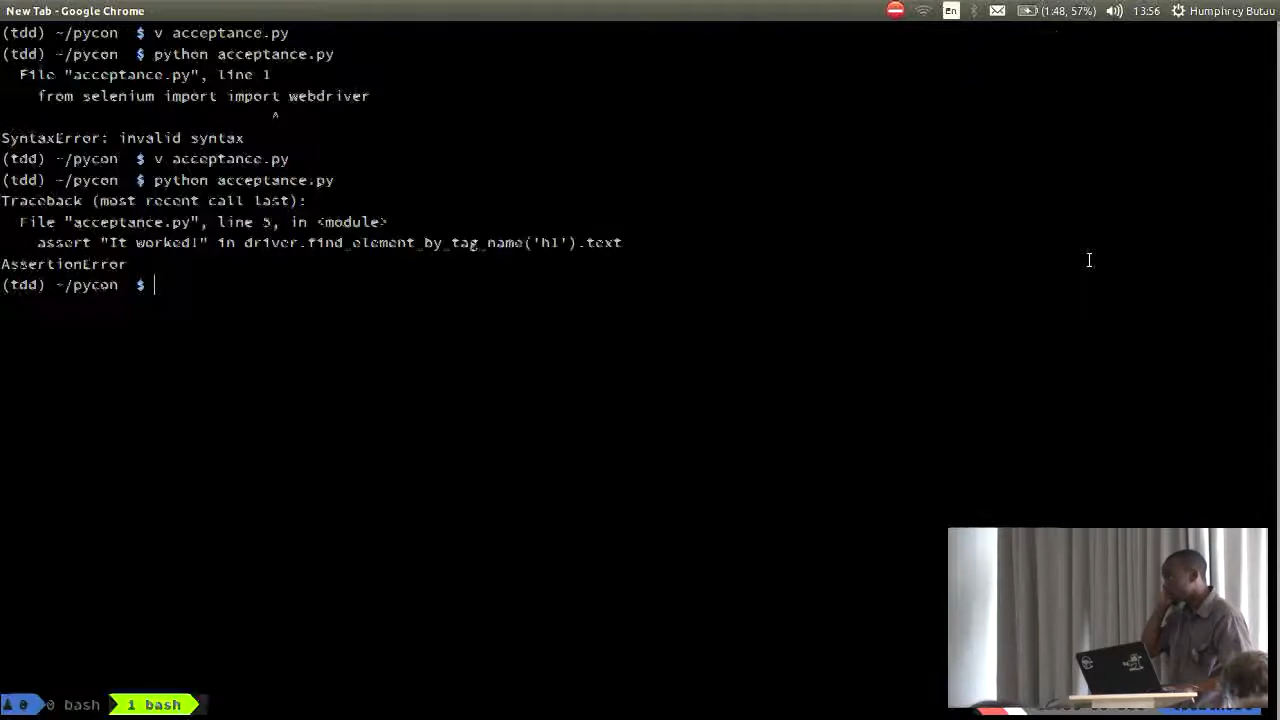 New Tab - Google Chrome En (1:48, 57%) 13:56 Humphrey Butau
(tdd) ~/pycon $ v acceptance.py
(tdd) ~/pycon $ python acceptance.py
File "acceptance.py", line 1
from selenium import import webdriver
^
SyntaxError: invalid syntax
(tdd) ~/pycon $ v acceptance.py
(tdd) ~/pycon $ python acceptance.py
Traceback (most recent call last):
File "acceptance.py", line 5, in <module>
assert "It worked!" in driver.find_element_by_tag_name('h1').text
AssertionError
(tdd) ~/pycon $
0 0 bash 1 bash